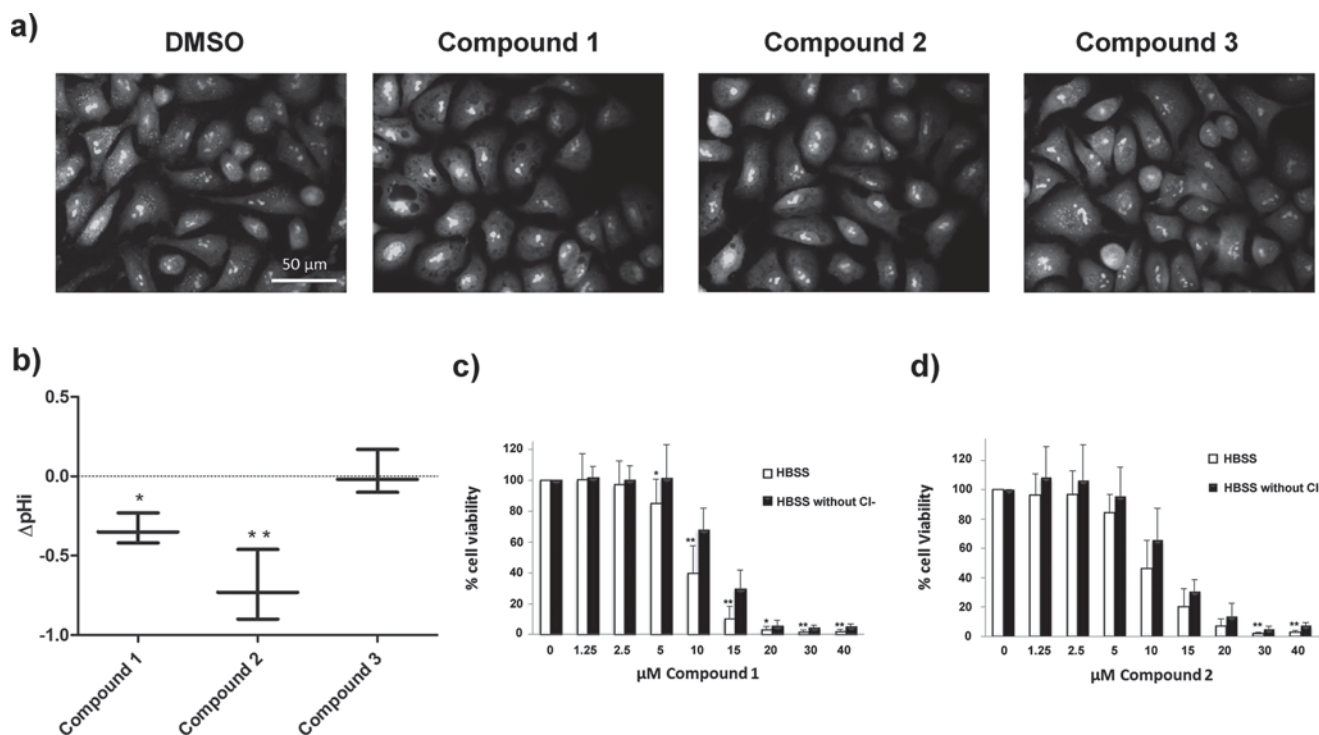 a)
DMSO Compound 1 Compound 2 Compound 3
50 µm
b)
0.5
0.0
-0.5
-1.0
ΔpHi
*
* *
Compound 1
Compound 2
Compound 3
c)
120
100
80
60
40
20
0
% cell viability
* ** ** * ** **
HBSS
HBSS without Cl-
0 1.25 2.5 5 10 15 20 30 40
µM Compound 1
d)
120
100
80
60
40
20
0
% cell Viability
** **
HBSS
HBSS without Cl
0 1.25 2.5 5 10 15 20 30 40
µM Compound 2